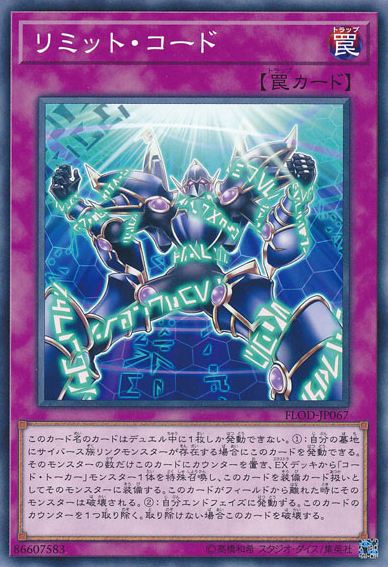 リミット・コード
トラップ
罠
トラップ
【罠カード】
FLOD-JP067
このカード名のカードはデュエル中に1枚しか発動できない。①：自分の墓地
にサイバース族リンクモンスターが存在する場合にこのカードを発動できる。
そのモンスターの数だけこのカードにカウンターを置き、EXデッキから「コー
ド・トーカー」モンスター1体を特殊召喚し、このカードを装備カード扱い
としてそのモンスターに装備する。このカードがフィールドから離れた時にその
モンスターは破壊される。②：自分エンドフェイズに発動する。このカードの
カウンターを1つ取り除く。取り除けない場合このカードを破壊する。
86607583
©高橋和希 スタジオ・ダイス/集英社